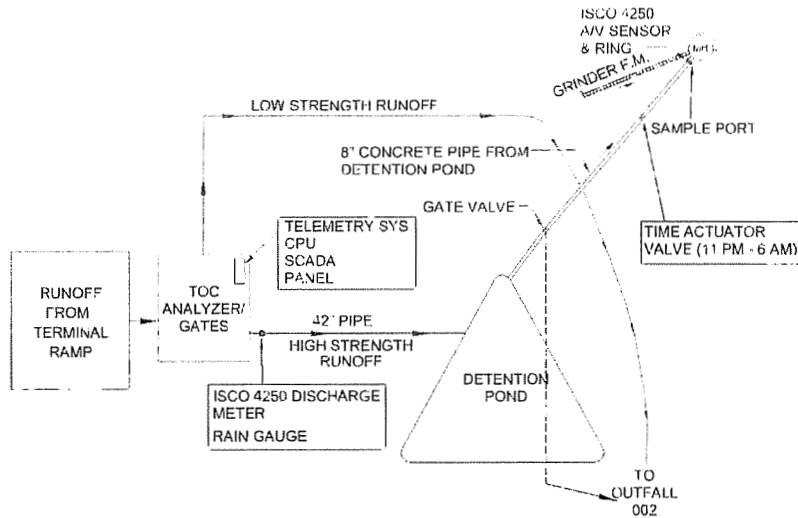 ISCO 4250
A/V SENSOR
& RING
MH
GRINDER F.M.
LOW STRENGTH RUNOFF
SAMPLE PORT
8" CONCRETE PIPE FROM
DETENTION POND
GATE VALVE
TIME ACTUATOR
VALVE (11 PM - 6 AM)
TELEMETRY SYS
CPU
SCADA
PANEL
RUNOFF
FROM
TERMINAL
RAMP
TOC
ANALYZER/
GATES
42" PIPE
HIGH STRENGTH
RUNOFF
ISCO 4250 DISCHARGE
METER
RAIN GAUGE
DETENTION
POND
TO
OUTFALL
002